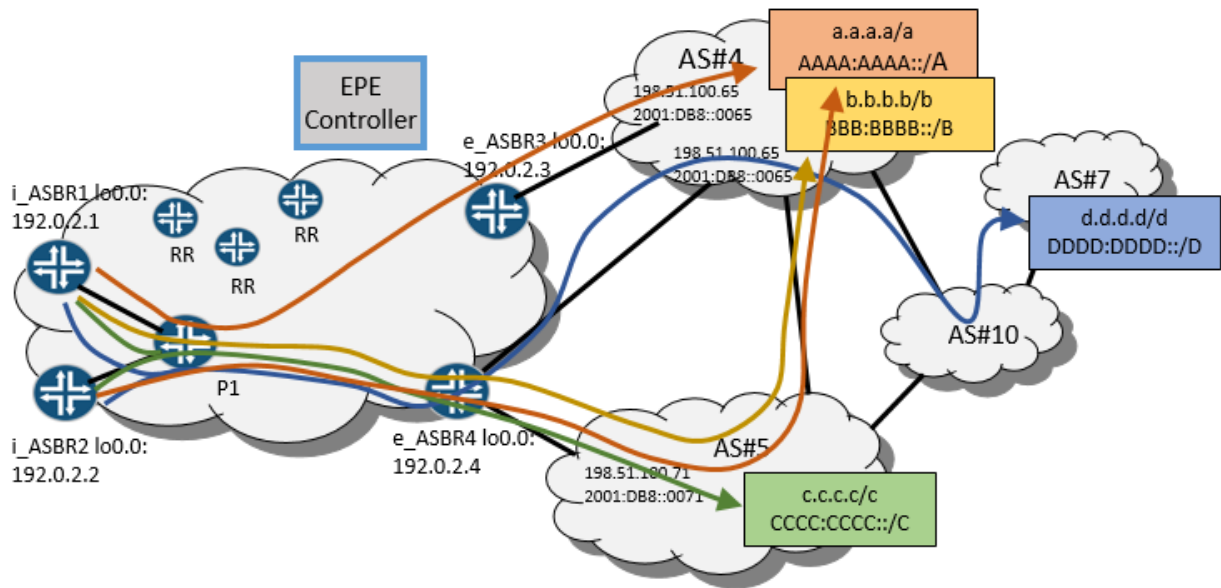 EPE
Controller
AS#4
198.51.100.65
2001:DB8::0065
198.51.100.65
2001:DB8::0065
a.a.a.a/a
AAAA:AAAA::/A
b.b.b.b/b
BBB:BBBB::/B
e_ASBR3 lo0.0:
192.0.2.3
i_ASBR1 lo0.0:
192.0.2.1
RR
RR
RR
AS#7
d.d.d.d/d
DDDD:DDDD::/D
AS#10
P1
i_ASBR2 lo0.0:
192.0.2.2
e_ASBR4 lo0.0:
192.0.2.4
AS#5
198.51.100.71
2001:DB8::0071
c.c.c.c/c
CCCC:CCCC::/C